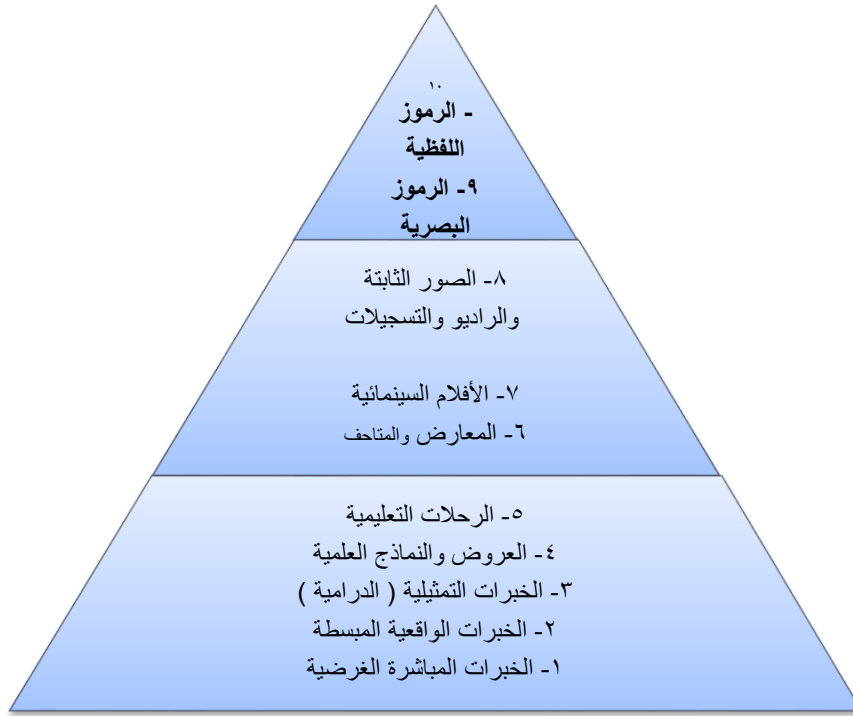 ١٠
- الرموز
اللفظية
٩- الرموز
البصرية
٨- الصور الثابتة
والراديو والتسجيلات
٧- الأفلام السينمائية
٦- المعارض والمتاحف
٥- الرحلات التعليمية
٤- العروض والنماذج العلمية
٣- الخبرات التمثيلية ( الدرامية )
٢- الخبرات الواقعية المبسطة
١- الخبرات المباشرة الغرضية